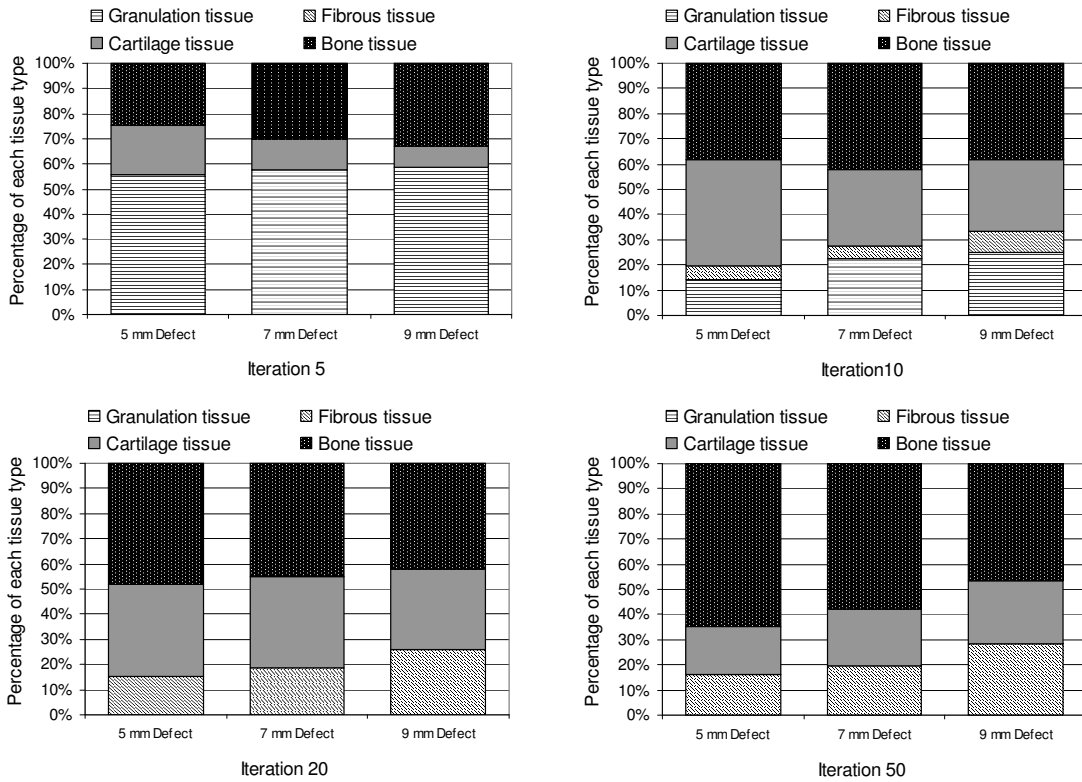 Granulation tissue Fibrous tissue
Cartilage tissue Bone tissue
Percentage of each tissue type
100%
90%
80%
70%
60%
50%
40%
30%
20%
10%
0%
5 mm Defect 7 mm Defect 9 mm Defect
Iteration 5
Granulation tissue Fibrous tissue
Cartilage tissue Bone tissue
Percentage of each tissue type
100%
90%
80%
70%
60%
50%
40%
30%
20%
10%
0%
5 mm Defect 7 mm Defect 9 mm Defect
Iteration10
Granulation tissue Fibrous tissue
Cartilage tissue Bone tissue
Percentage of each tissue type
100%
90%
80%
70%
60%
50%
40%
30%
20%
10%
0%
5 mm Defect 7 mm Defect 9 mm Defect
Iteration 20
Granulation tissue Fibrous tissue
Cartilage tissue Bone tissue
Percentage of each tissue type
100%
90%
80%
70%
60%
50%
40%
30%
20%
10%
0%
5 mm Defect 7 mm Defect 9 mm Defect
Iteration 50